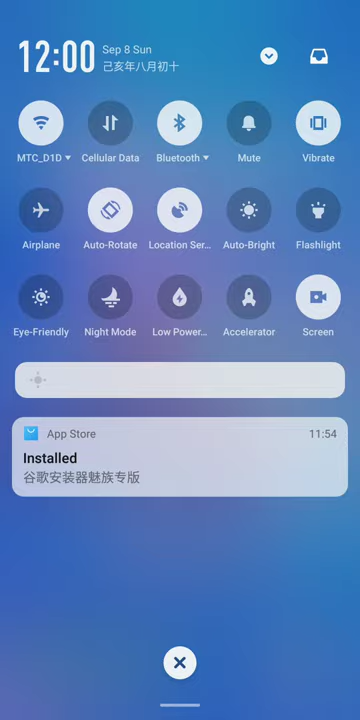 12:00
Sep 8 Sun
己亥年八月初十
MTC_D1D
Cellular Data
Bluetooth
Mute
Vibrate
Airplane
Auto-Rotate
Location Ser...
Auto-Bright
Flashlight
Eye-Friendly
Night Mode
Low Power...
Accelerator
Screen
App Store
11:54
Installed
谷歌安装器魅族专版